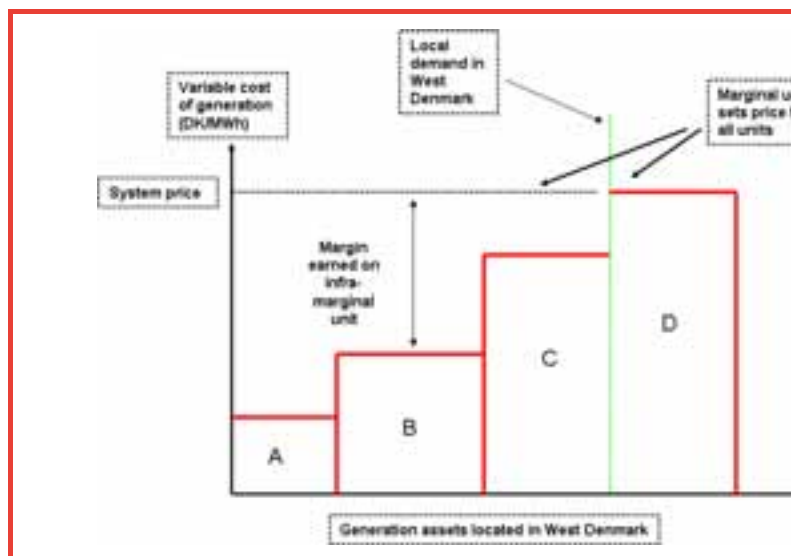 Local
demand in
West
Denmark
Variable cost
of generation
(DK/MWh)
Marginal
sets price
all units
System price
Margin
earned on
infra-
marginal
unit
A
B
C
D
Generation assets located in West Denmark